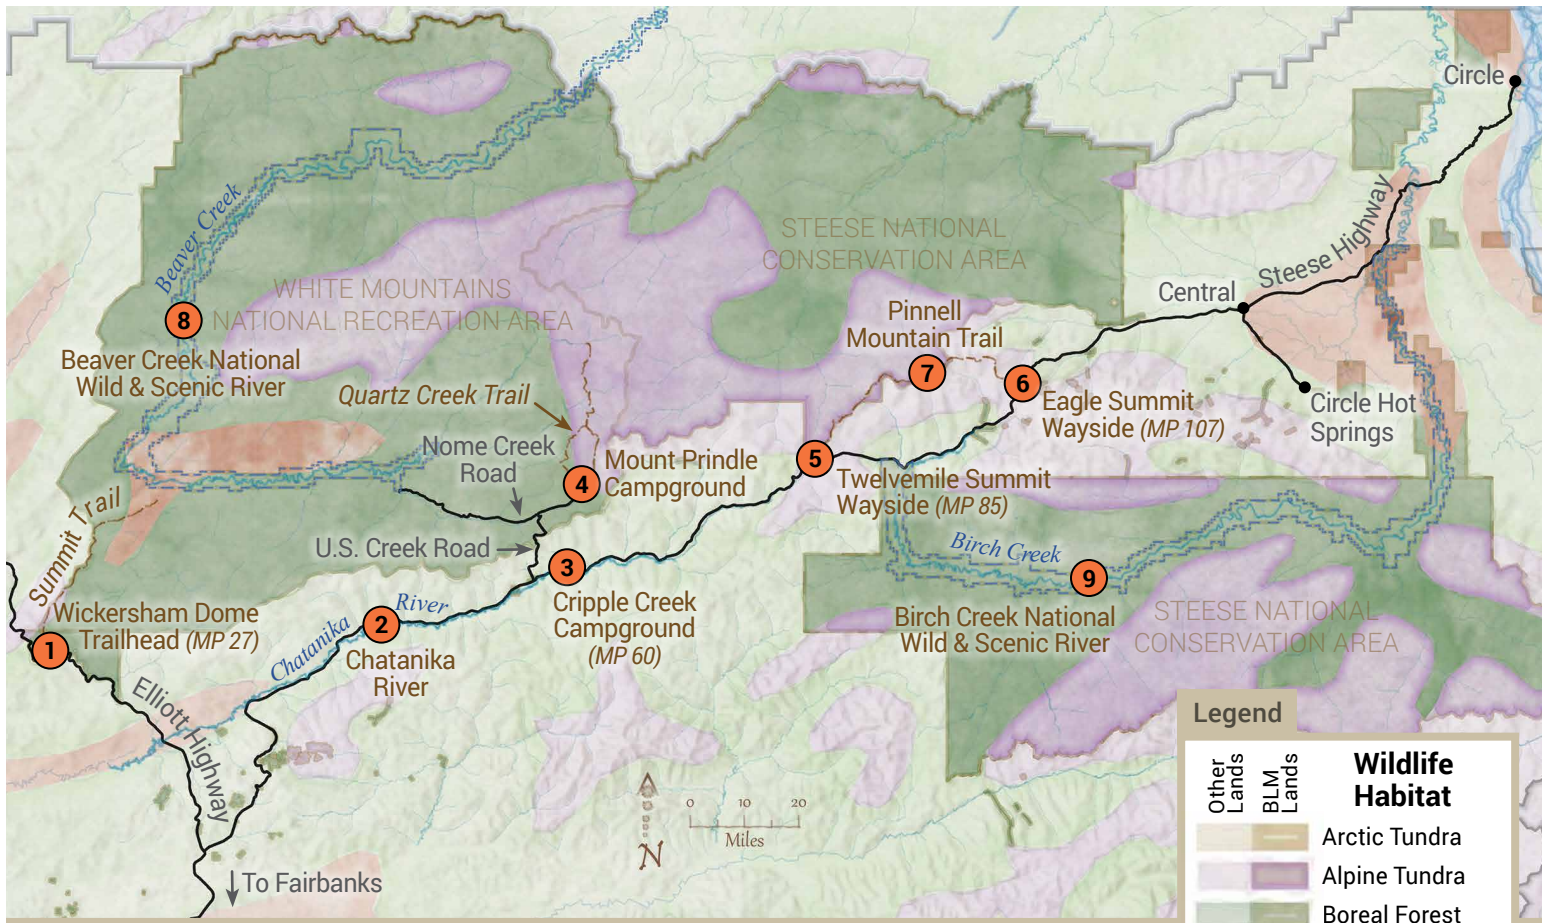 Circle
Beaver Creek
STEESE NATIONAL
CONSERVATION AREA
Steese Highway
WHITE MOUNTAINS
NATIONAL RECREATION AREA
Central
Pinnell
Mountain Trail
8
7
6
Beaver Creek National
Wild & Scenic River
Quartz Creek Trail
Eagle Summit
Wayside (MP 107)
Circle Hot
Springs
Nome Creek
Road
4
Mount Prindle
Campground
5
Twelvemile Summit
Wayside (MP 85)
Summit Trail
U.S. Creek Road
Birch Creek
3
9
Cripple Creek
Campground
(MP 60)
Birch Creek National
Wild & Scenic River
STEESE NATIONAL
CONSERVATION AREA
Wickersham Dome
Trailhead (MP 27)
1
Chatanika River
2
Chatanika
River
Elliott Highway
To Fairbanks
N
0 10 20
Miles
Legend
Other
Lands
BLM
Lands
Wildlife
Habitat
Arctic Tundra
Alpine Tundra
Boreal Forest